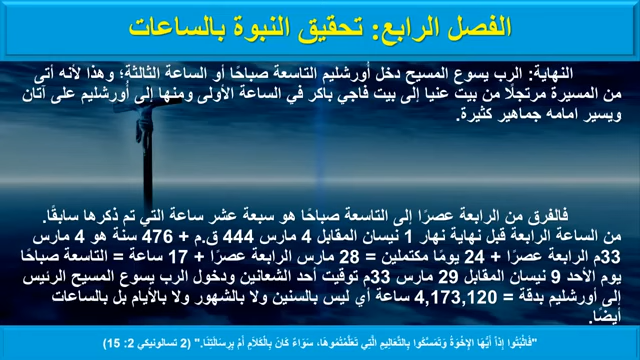 الفصل الرابع: تحقيق النبوة بالساعات
النهاية: الرب يسوع المسيح دخل أورشليم التاسعة صباحًا أو الساعة الثالثة؛ وهذا لأنه أتى
من المسيرة مرتجلًا من بيت عنيا إلى بيت فاجي باكر في الساعة الأولى ومنها إلى أورشليم على آتان
ويسير امامه جماهير كثيرة.
فالفرق من الرابعة عصرًا إلى التاسعة صباحًا هو سبعة عشر ساعة التي تم ذكرها سابقًا.
من الساعة الرابعة قبل نهاية نهار 1 نيسان المقابل 4 مارس 444 ق.م + 476 سنة هو 4 مارس
33م الرابعة عصرًا + 24 يومًا مكتملين = 28 مارس الرابعة عصرًا + 17 ساعة = التاسعة صباحًا
يوم الأحد 9 نيسان المقابل 29 مارس 33م توقيت أحد الشعانين ودخول الرب يسوع المسيح الرئيس
إلى أورشليم بدقة = 4,173,120 ساعة أي ليس بالسنين ولا بالشهور ولا بالأيام بل بالساعات
أيضًا.
"فَاثْبُتُوا إِذًا أَيُّهَا الإِخْوَةُ وَتَمَسَّكُوا بِالتَّعَالِيمِ الَّتِي تَعَلَّمْتُمُوهَا، سَوَاءٌ كَانَ بِالْكَلاَمِ أَمْ بِرِسَالَتِنَا." (2 تسالونيكي 2: 15)